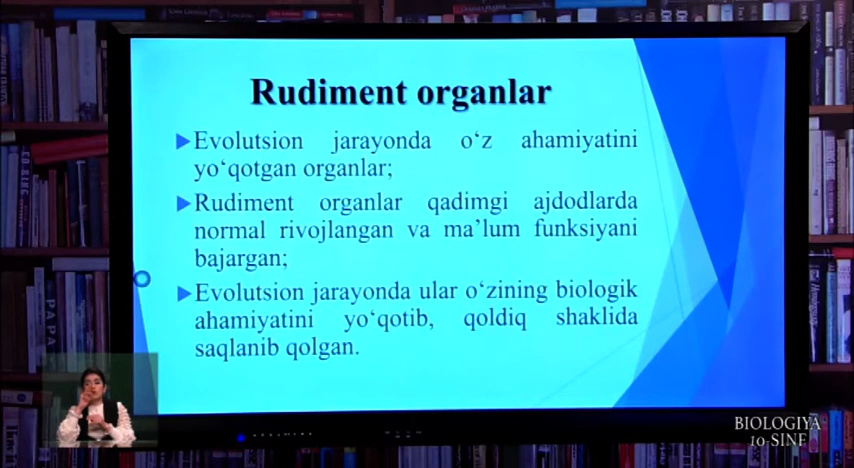 Rudiment organlar
Evolutsion jarayonda o‘z ahamiyatini
yo‘qotgan organlar;
Rudiment organlar qadimgi ajdodlarda
normal rivojlangan va ma’lum funksiyani
bajargan;
Evolutsion jarayonda ular o‘zining biologik
ahamiyatini yo‘qotib, qoldiq shaklida
saqlanib qolgan.
PAPA
BIOLOGIYA
10-SINF